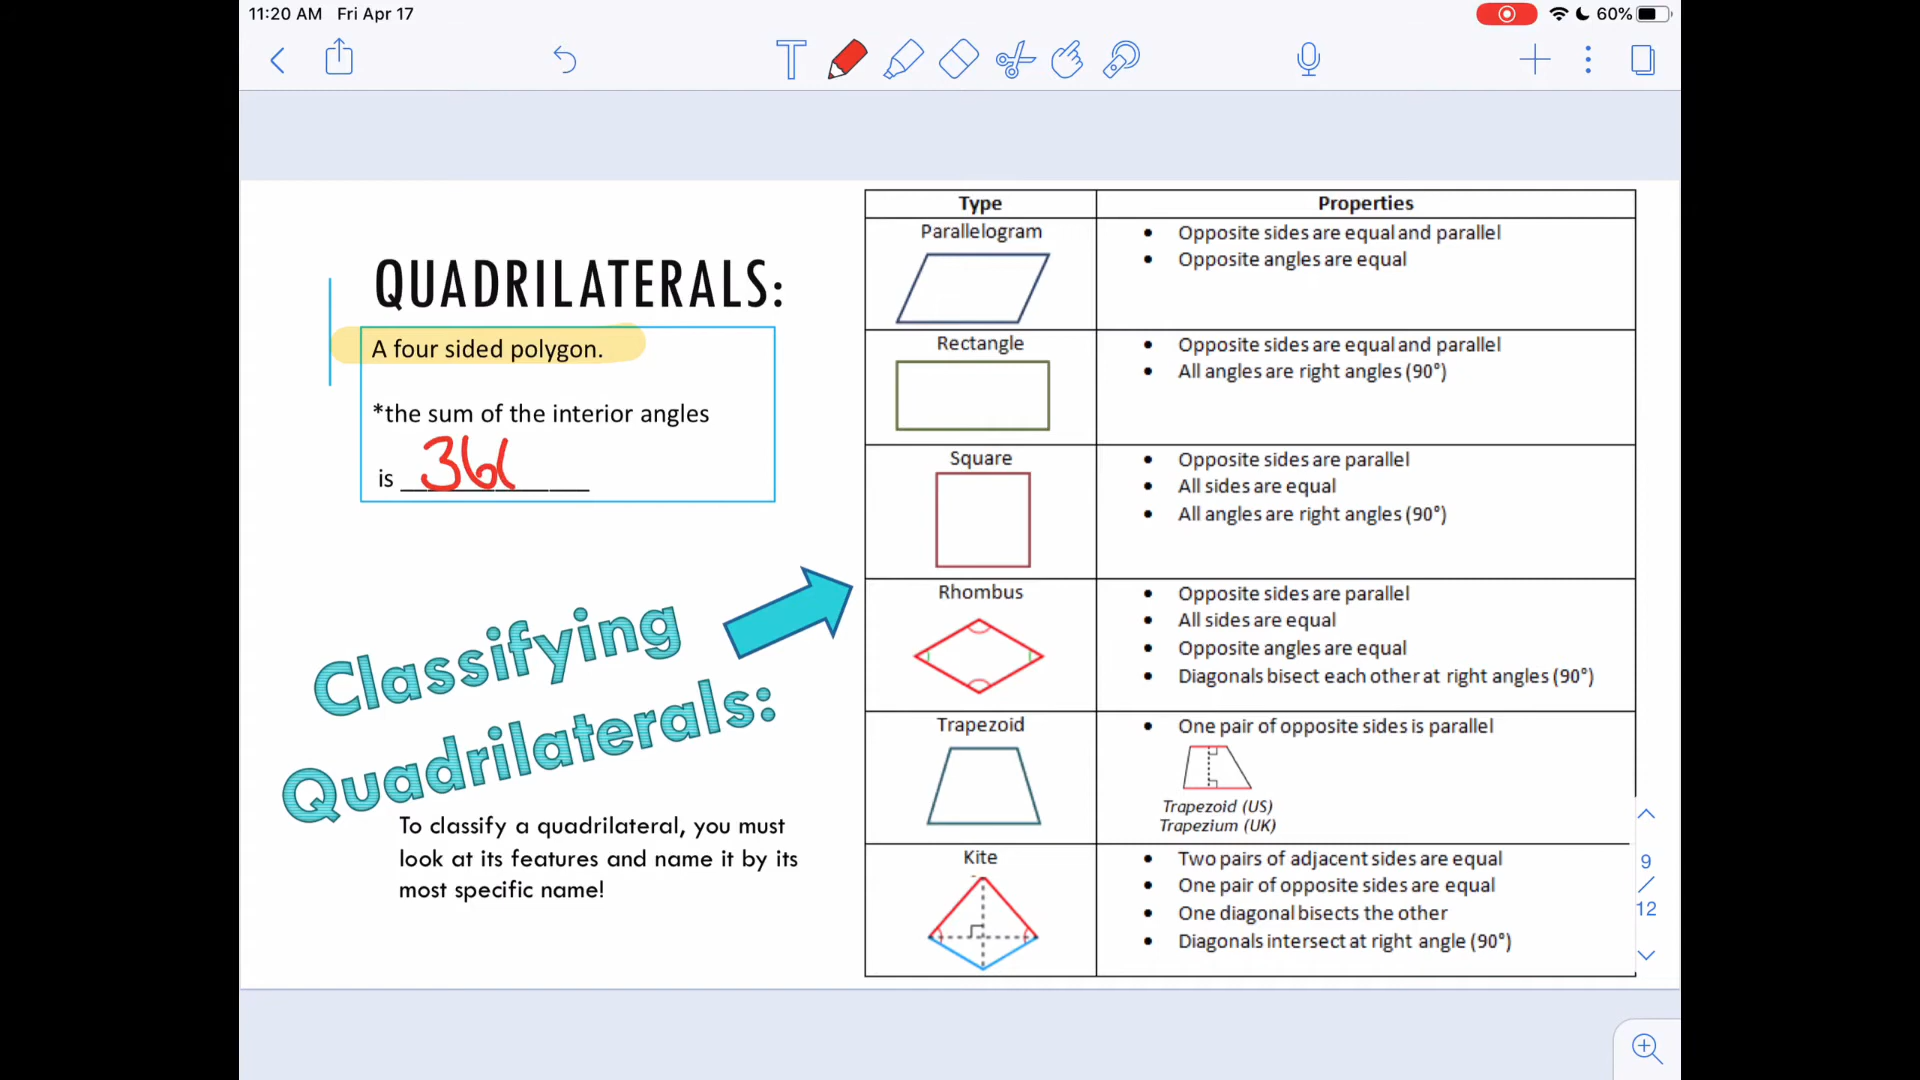 11:20 AM Fri Apr 17
60%
QUADRILATERALS:
A four sided polygon.
*the sum of the interior angles
is 36
Classifying
Quadrilaterals:
To classify a quadrilateral, you must
look at its features and name it by its
most specific name!
Type Properties
Parallelogram
• Opposite sides are equal and parallel
• Opposite angles are equal
Rectangle
• Opposite sides are equal and parallel
• All angles are right angles (90°)
Square
• Opposite sides are parallel
• All sides are equal
• All angles are right angles (90°)
Rhombus
• Opposite sides are parallel
• All sides are equal
• Opposite angles are equal
• Diagonals bisect each other at right angles (90°)
Trapezoid
• One pair of opposite sides is parallel
Trapezoid (US)
Trapezium (UK)
Kite
• Two pairs of adjacent sides are equal
• One pair of opposite sides are equal
• One diagonal bisects the other
• Diagonals intersect at right angle (90°)
9
/
12